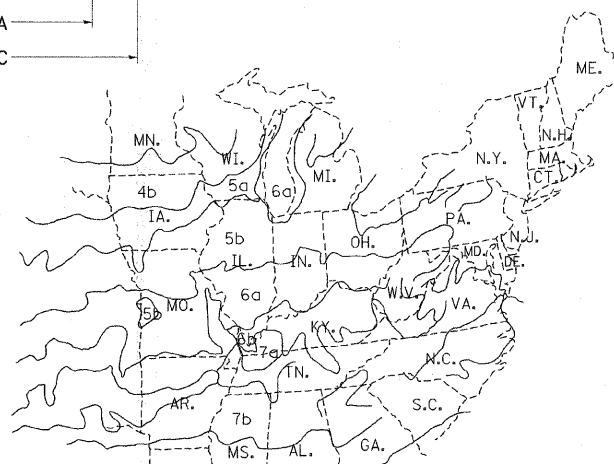 A
C
ME.
VT.
N.H.
MN.
WI.
N.Y.
MA.
CT.
4b
5a
6a
MI.
IA.
PA.
5b
OH.
N.J.
IL.
IN.
MD.
DE.
6a
W.V.
MO.
VA.
5b
KY.
6b
7a
N.C.
TN.
AR.
S.C.
7b
MS.
AL.
GA.